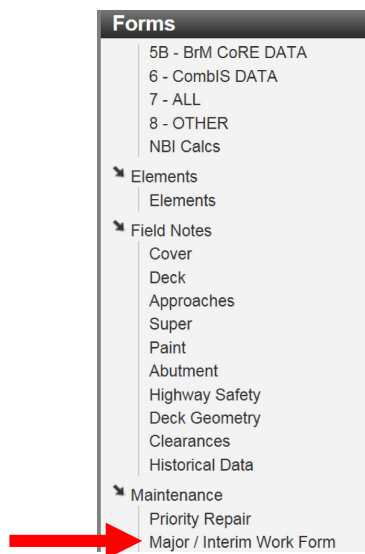 Forms
5B - BrM CoRE DATA
6 - CombIS DATA
7 - ALL
8 - OTHER
NBI Calcs
Elements
Elements
Field Notes
Cover
Deck
Approaches
Super
Paint
Abutment
Highway Safety
Deck Geometry
Clearances
Historical Data
Maintenance
Priority Repair
Major / Interim Work Form